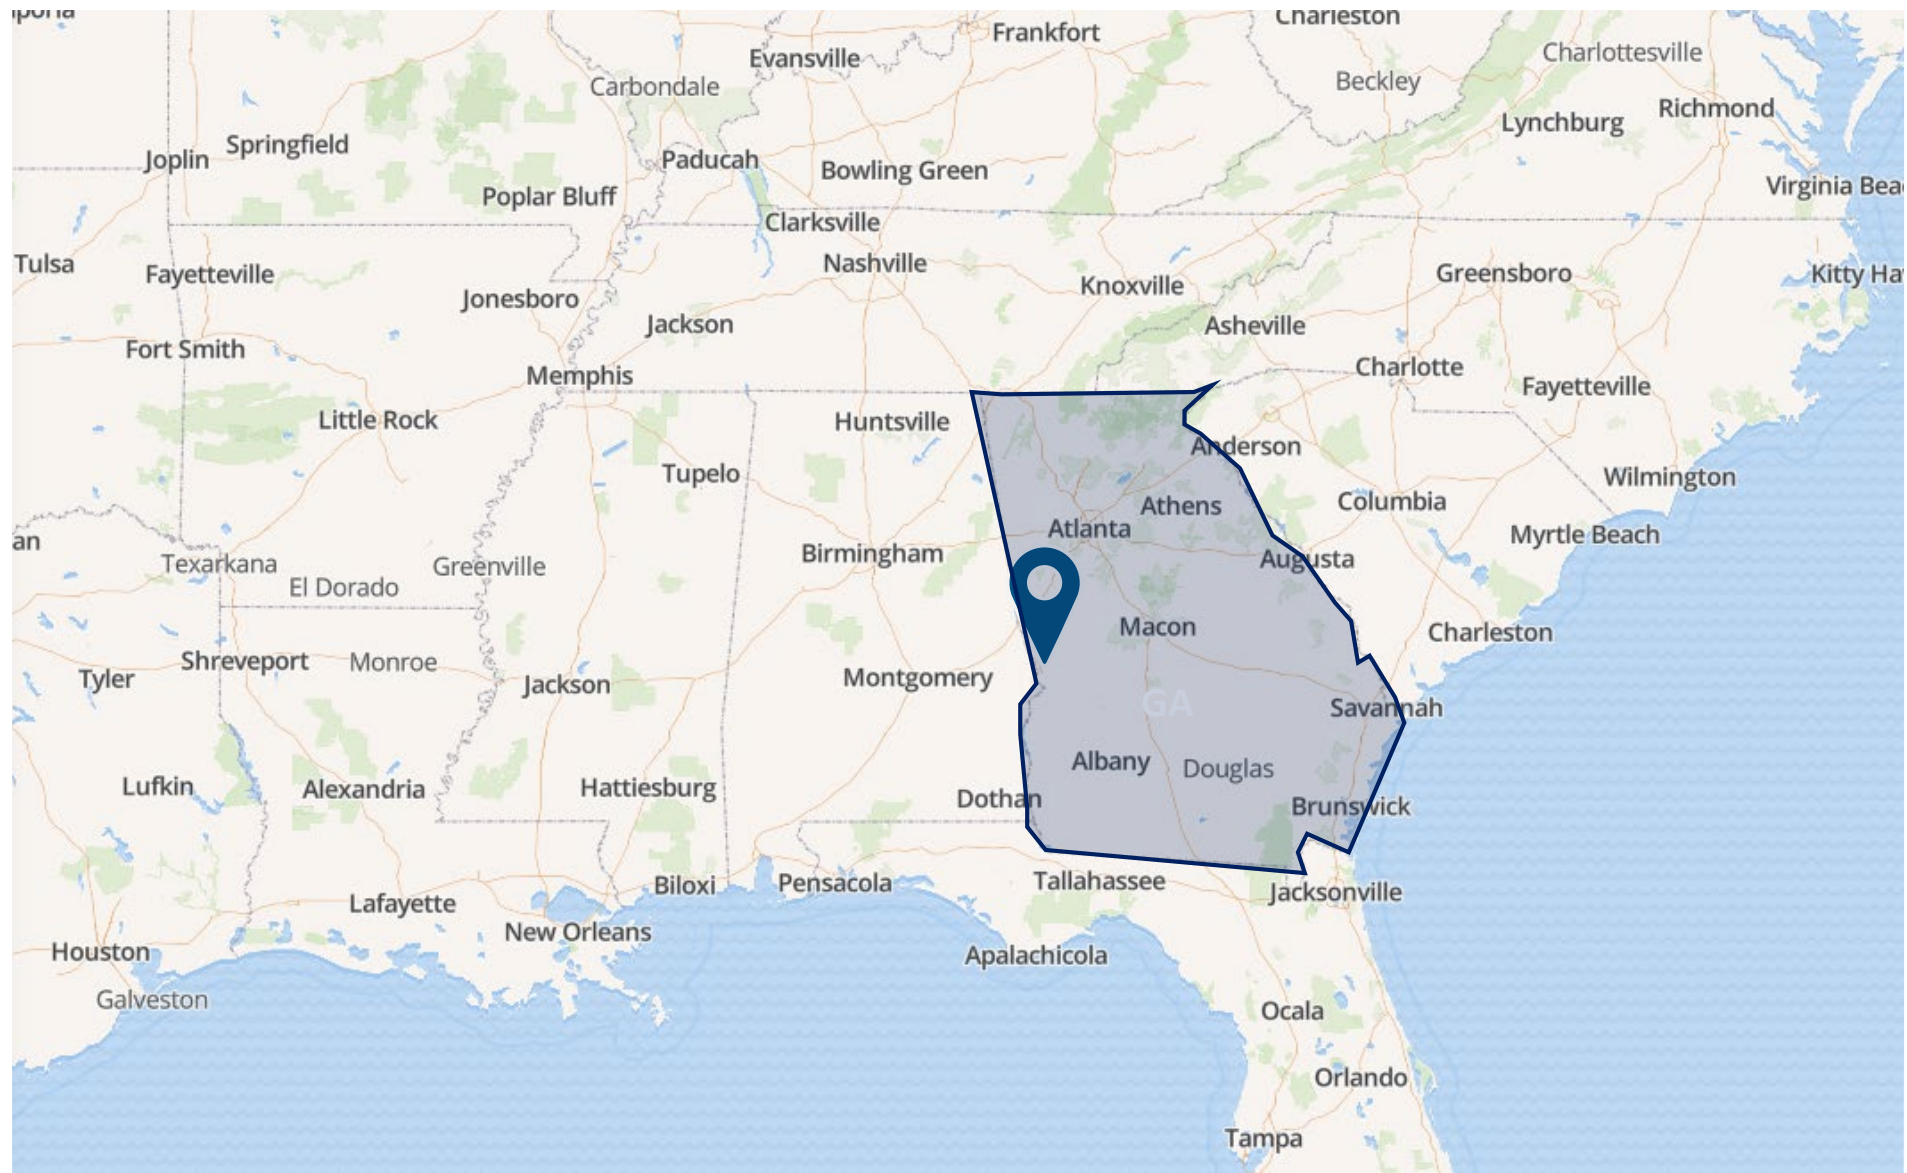 Frankfort
Charleston
Evansville
Charlottesville
Carbondale
Beckley
Richmond
Lynchburg
Springfield
Joplin
Paducah
Bowling Green
Virginia Bea
Poplar Bluff
Clarksville
Tulsa
Fayetteville
Nashville
Knoxville
Greensboro
Kitty Ha
Jonesboro
Jackson
Asheville
Fort Smith
Memphis
Charlotte
Fayetteville
Little Rock
Huntsville
Anderson
Tupelo
Wilmington
Athens
Columbia
Atlanta
Myrtle Beach
an
Texarkana
Greenville
Birmingham
Augusta
El Dorado
Macon
Charleston
Shreveport
Monroe
Tyler
Jackson
Montgomery
GA
Savannah
Albany
Douglas
Lufkin
Alexandria
Hattiesburg
Dothan
Brunswick
Biloxi
Pensacola
Tallahassee
Jacksonville
Lafayette
New Orleans
Houston
Apalachicola
Galveston
Ocala
Orlando
Tampa